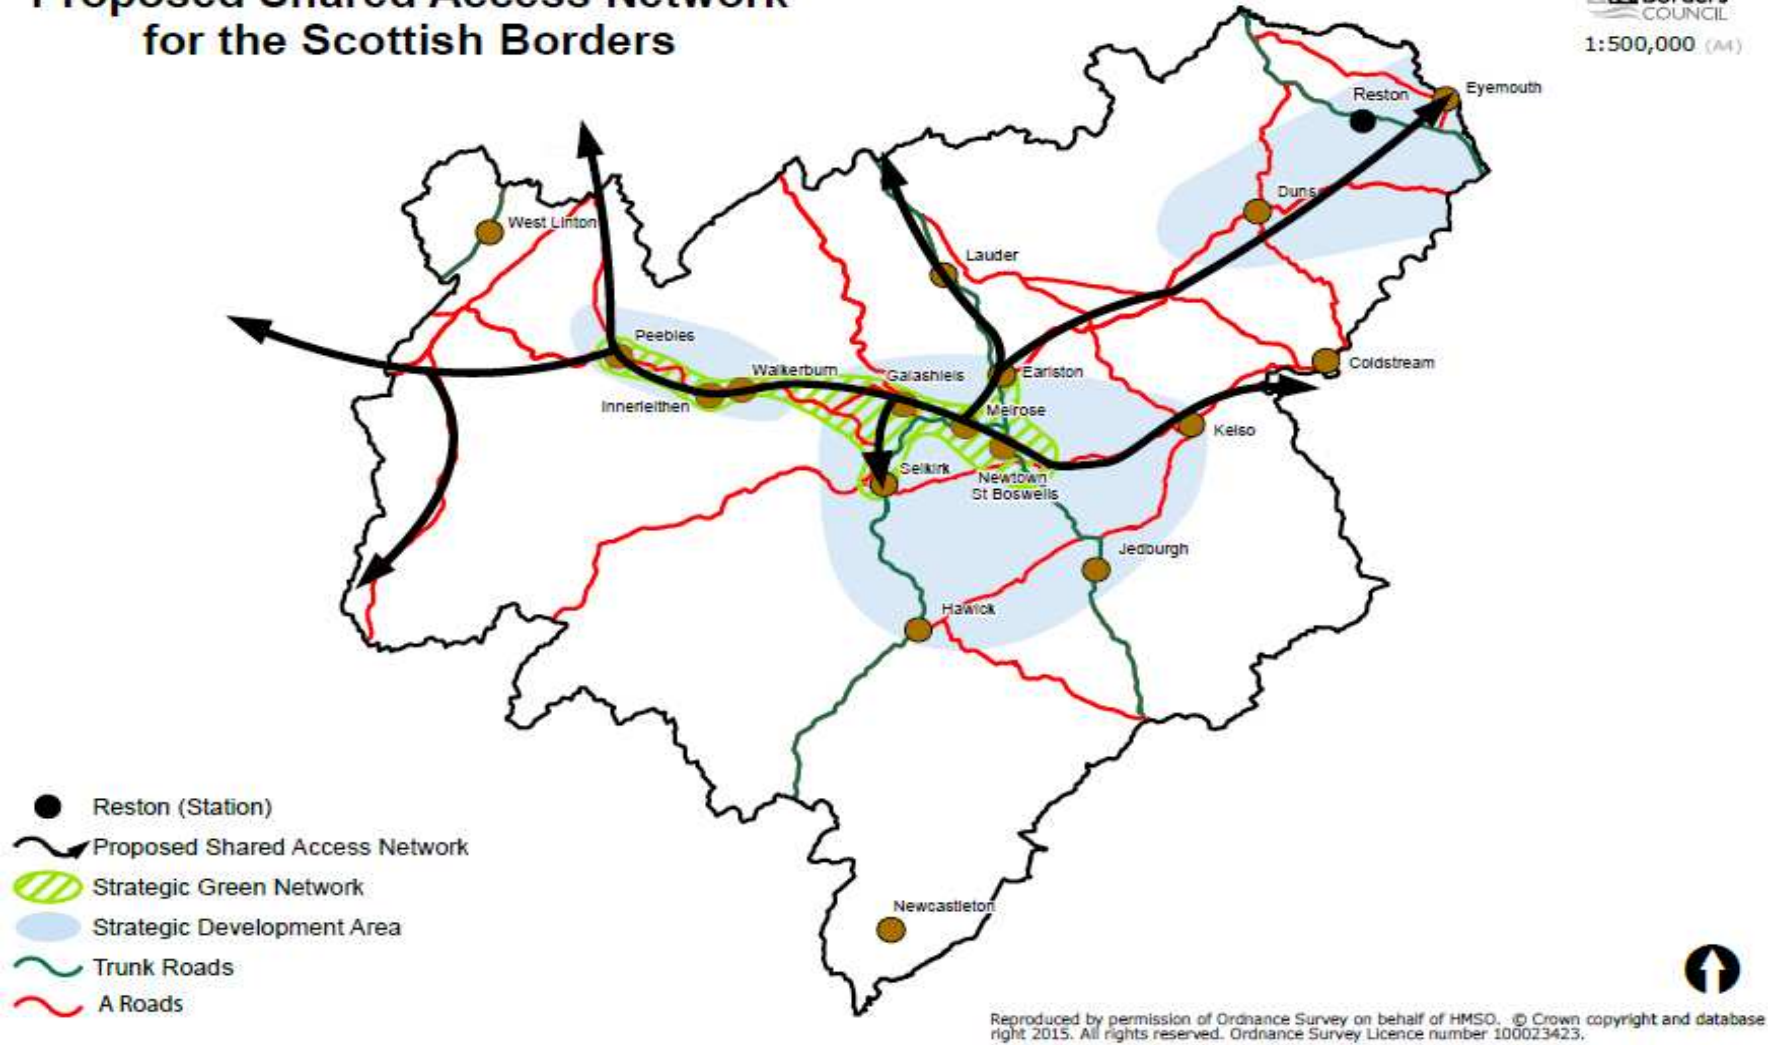 Proposed Shared Access Network
for the Scottish Borders
Borders
COUNCIL
1:500,000 (A4)
Eyemouth
Reston
Duns
West Linton
Lauder
Peebles
Coldstream
Walkerburn
Galashiels
Earlston
Innerleithen
Melrose
Kelso
Selkirk
Newtown
St Boswells
Jedburgh
Hawick
Reston (Station)
Proposed Shared Access Network
Strategic Green Network
Strategic Development Area
Trunk Roads
A Roads
Newcastleton
Reproduced by permission of Ordnance Survey on behalf of HMSO. © Crown copyright and database
right 2015. All rights reserved. Ordnance Survey Licence number 100023423.